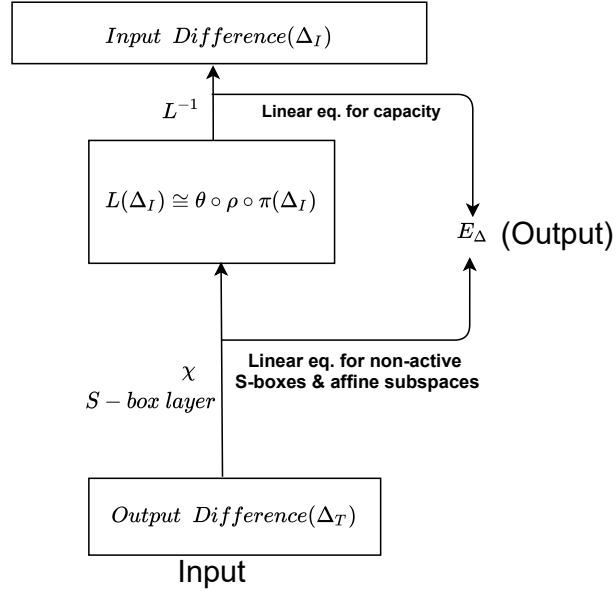 Input Difference(Δ_I)
L^{-1}
Linear eq. for capacity
L(Δ_I) ≅ θ ∘ ρ ∘ π(Δ_I)
E_Δ (Output)
Linear eq. for non-active
S-boxes & affine subspaces
χ
S − box layer
Output Difference(Δ_T)
Input